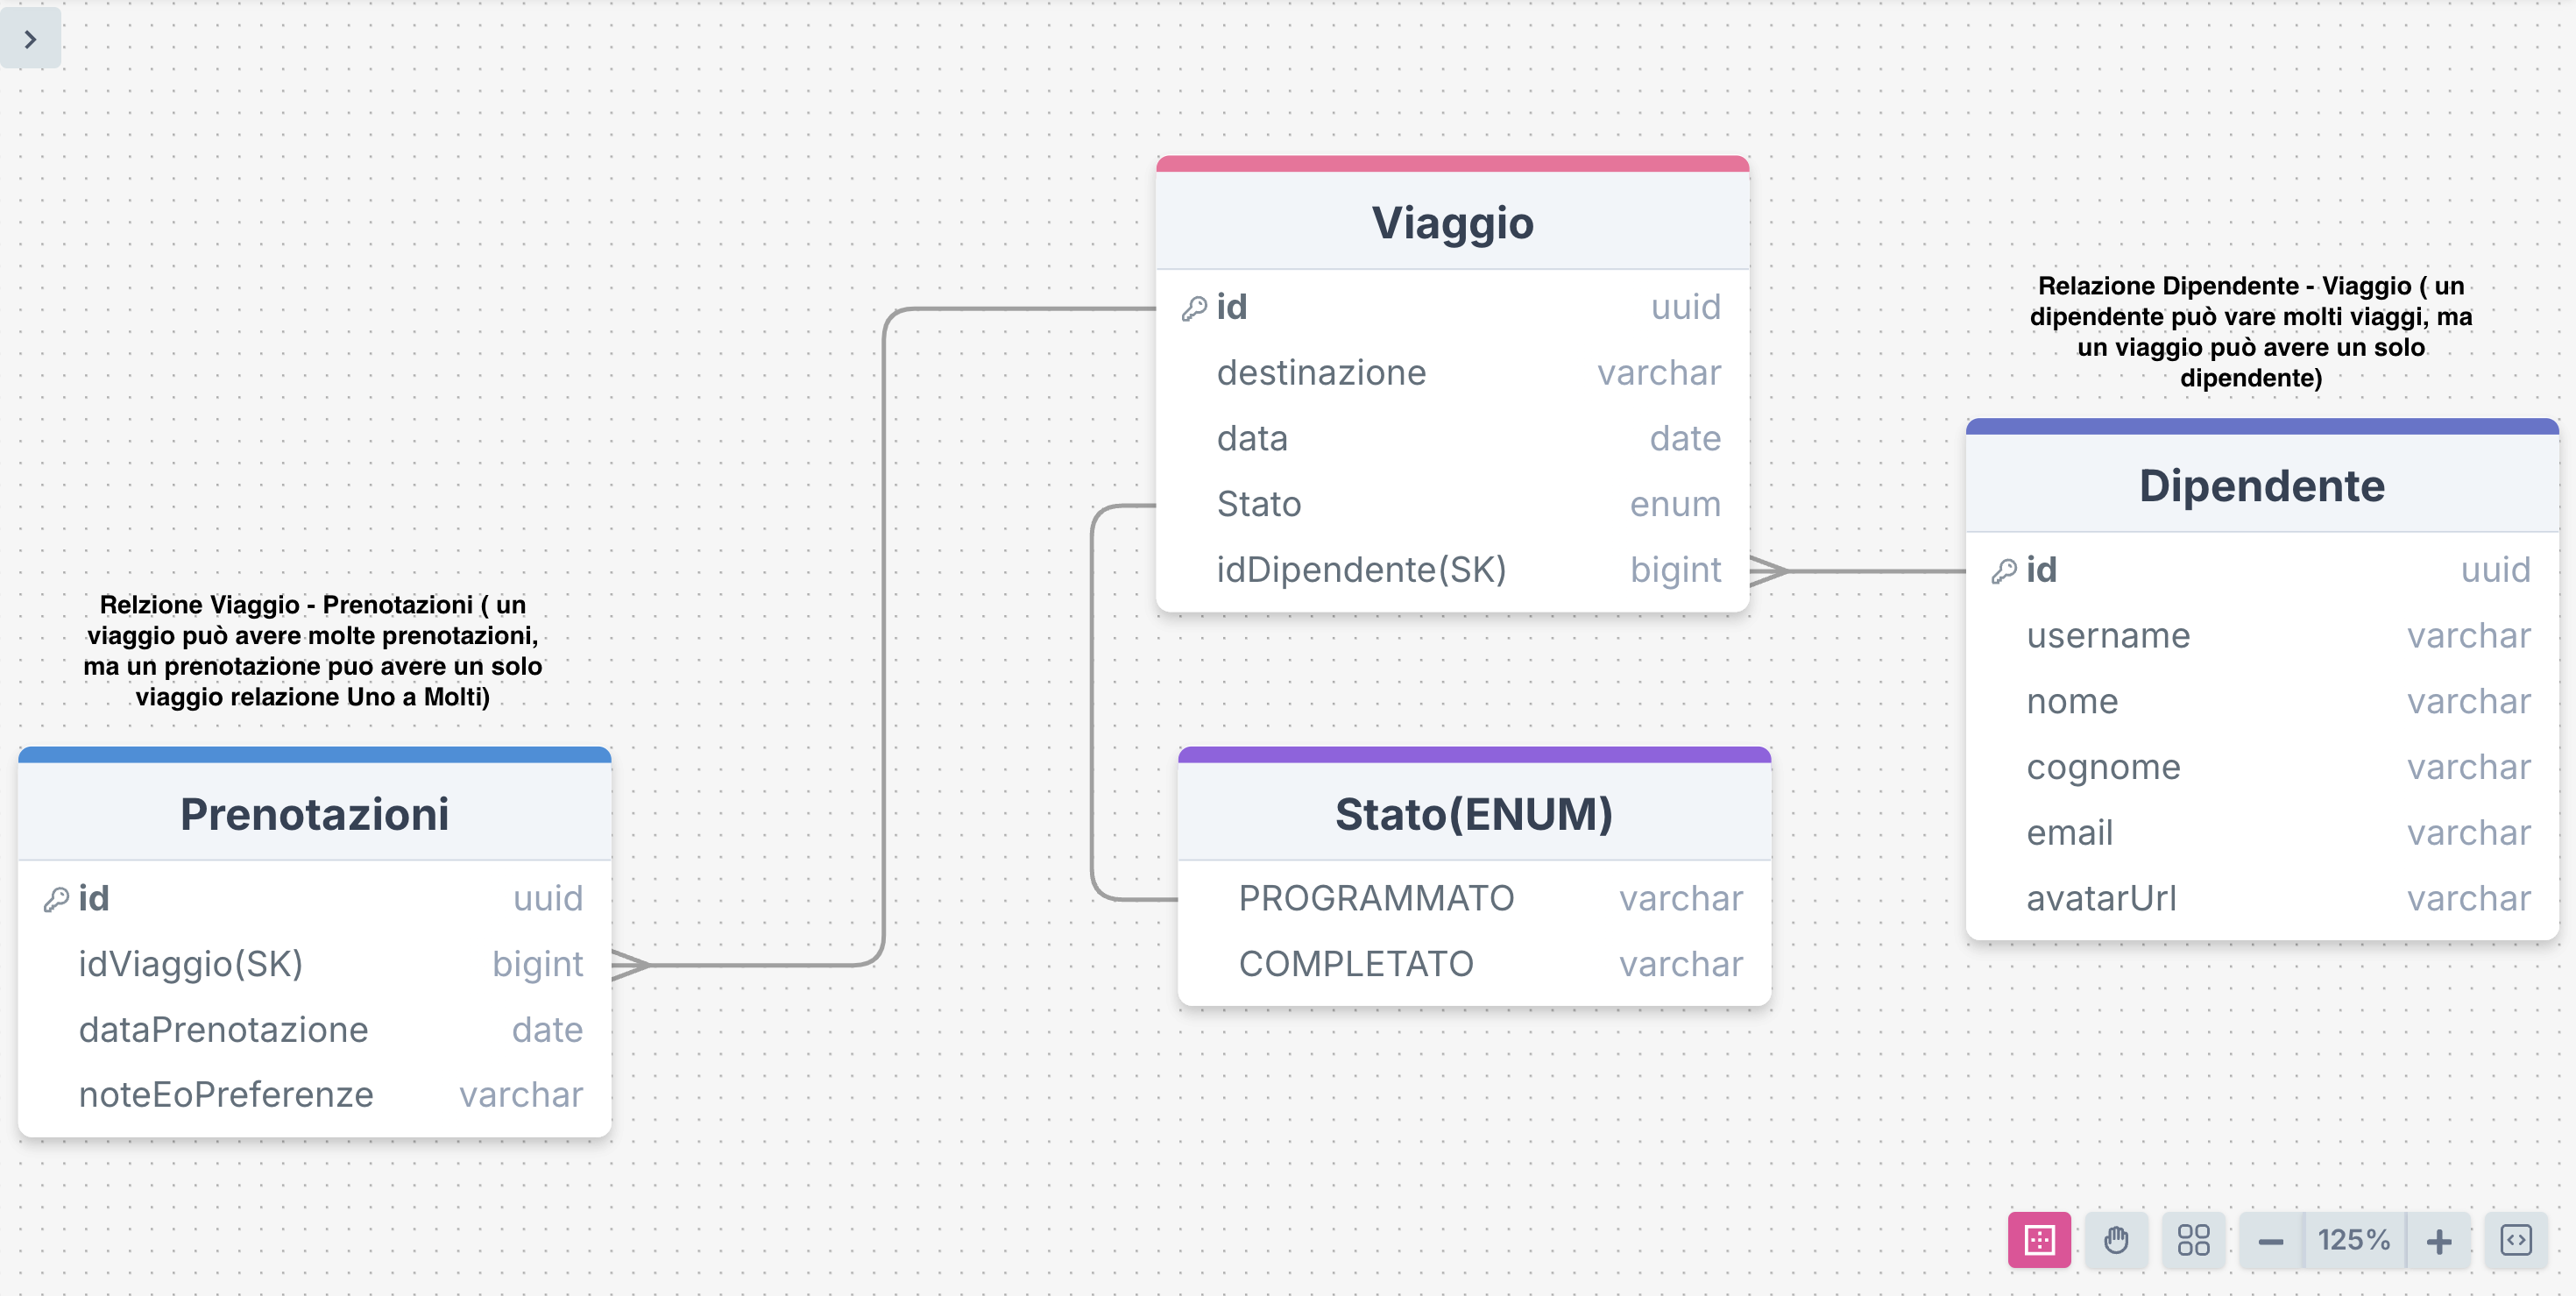 Viaggio
id uuid
destinazione varchar
data date
Stato enum
idDipendente(SK) bigint
Relazione Dipendente - Viaggio ( un
dipendente può vare molti viaggi, ma
un viaggio può avere un solo
dipendente)
Dipendente
id uuid
username varchar
nome varchar
cognome varchar
email varchar
avatarUrl varchar
Relzione Viaggio - Prenotazioni ( un
viaggio può avere molte prenotazioni,
ma un prenotazione puo avere un solo
viaggio relazione Uno a Molti)
Prenotazioni
id uuid
idViaggio(SK) bigint
dataPrenotazione date
noteEoPreferenze varchar
Stato(ENUM)
PROGRAMMATO varchar
COMPLETATO varchar
125%